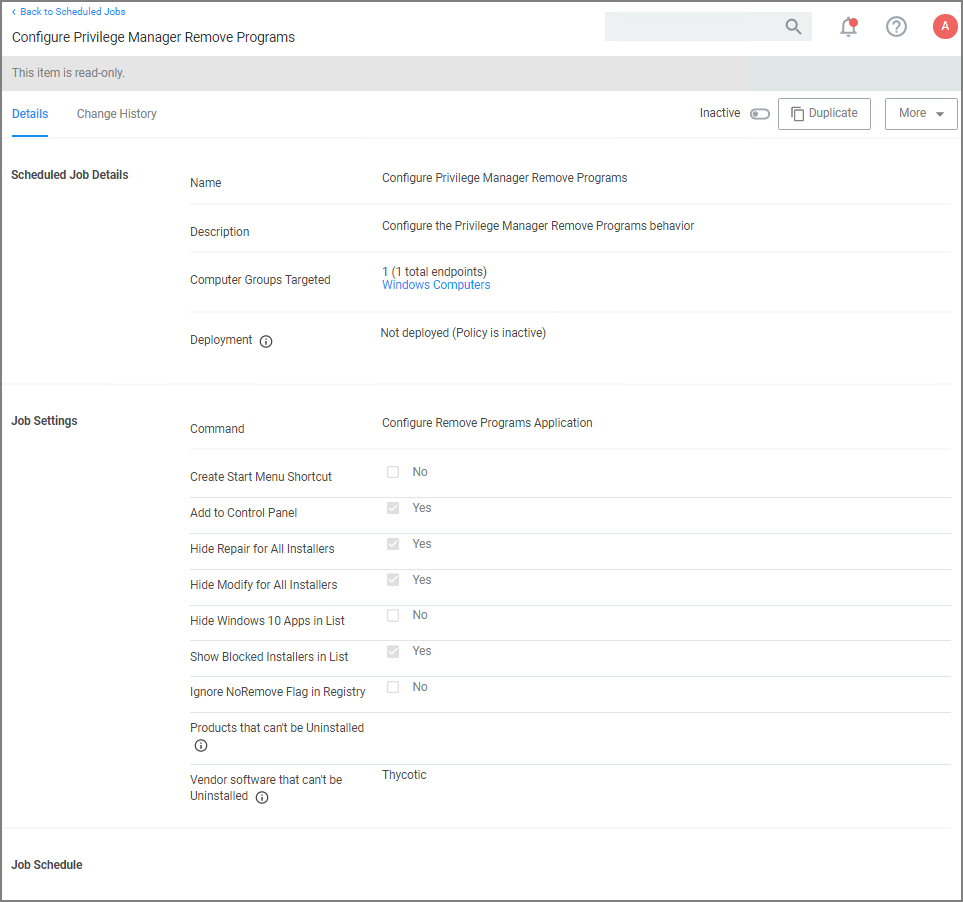 ‹ Back to Scheduled Jobs
Configure Privilege Manager Remove Programs
A
This item is read-only.
Details Change History Inactive Duplicate More
Scheduled Job Details
Name Configure Privilege Manager Remove Programs
Description Configure the Privilege Manager Remove Programs behavior
Computer Groups Targeted 1 (1 total endpoints)
Windows Computers
Deployment Not deployed (Policy is inactive)
Job Settings
Command Configure Remove Programs Application
Create Start Menu Shortcut No
Add to Control Panel Yes
Hide Repair for All Installers Yes
Hide Modify for All Installers Yes
Hide Windows 10 Apps in List No
Show Blocked Installers in List Yes
Ignore NoRemove Flag in Registry No
Products that can't be Uninstalled
Vendor software that can't be Thycotic
Uninstalled
Job Schedule